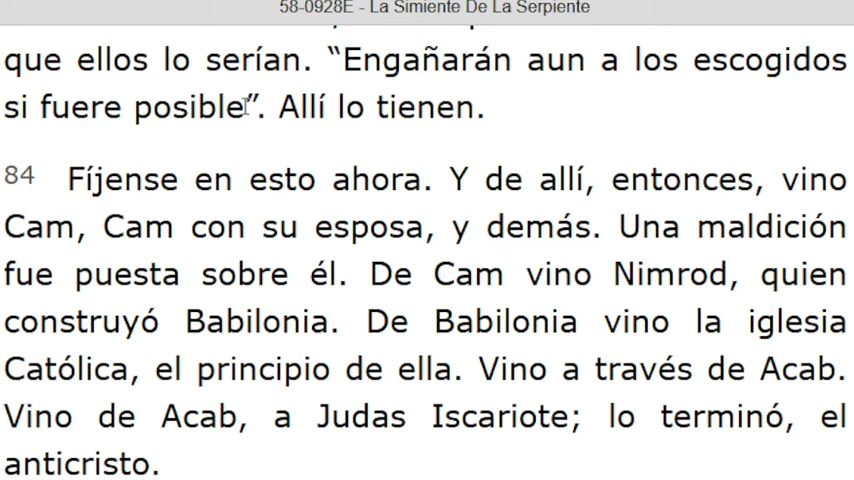 58-0928E - La Simiente De La Serpiente
que ellos lo serían. “Engañarán aun a los escogidos
si fuere posible”. Allí lo tienen.
84 Fíjense en esto ahora. Y de allí, entonces, vino
Cam, Cam con su esposa, y demás. Una maldición
fue puesta sobre él. De Cam vino Nimrod, quien
construyó Babilonia. De Babilonia vino la iglesia
Católica, el principio de ella. Vino a través de Acab.
Vino de Acab, a Judas Iscariote; lo terminó, el
anticristo.